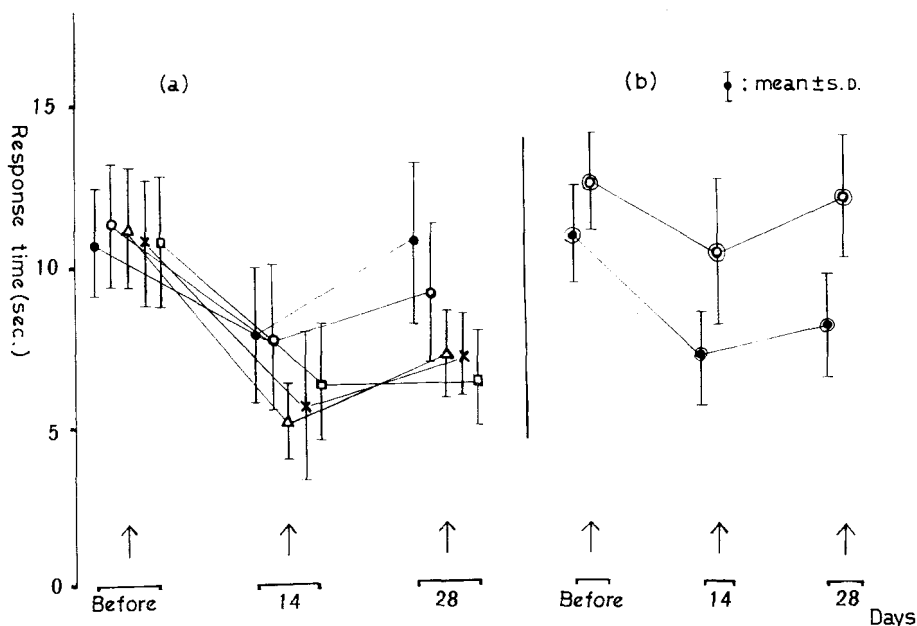 (a)
(b)
: mean ± s.D.
15
10
5
0
Response time (sec.)
Before
14
28
Before
14
28
Days